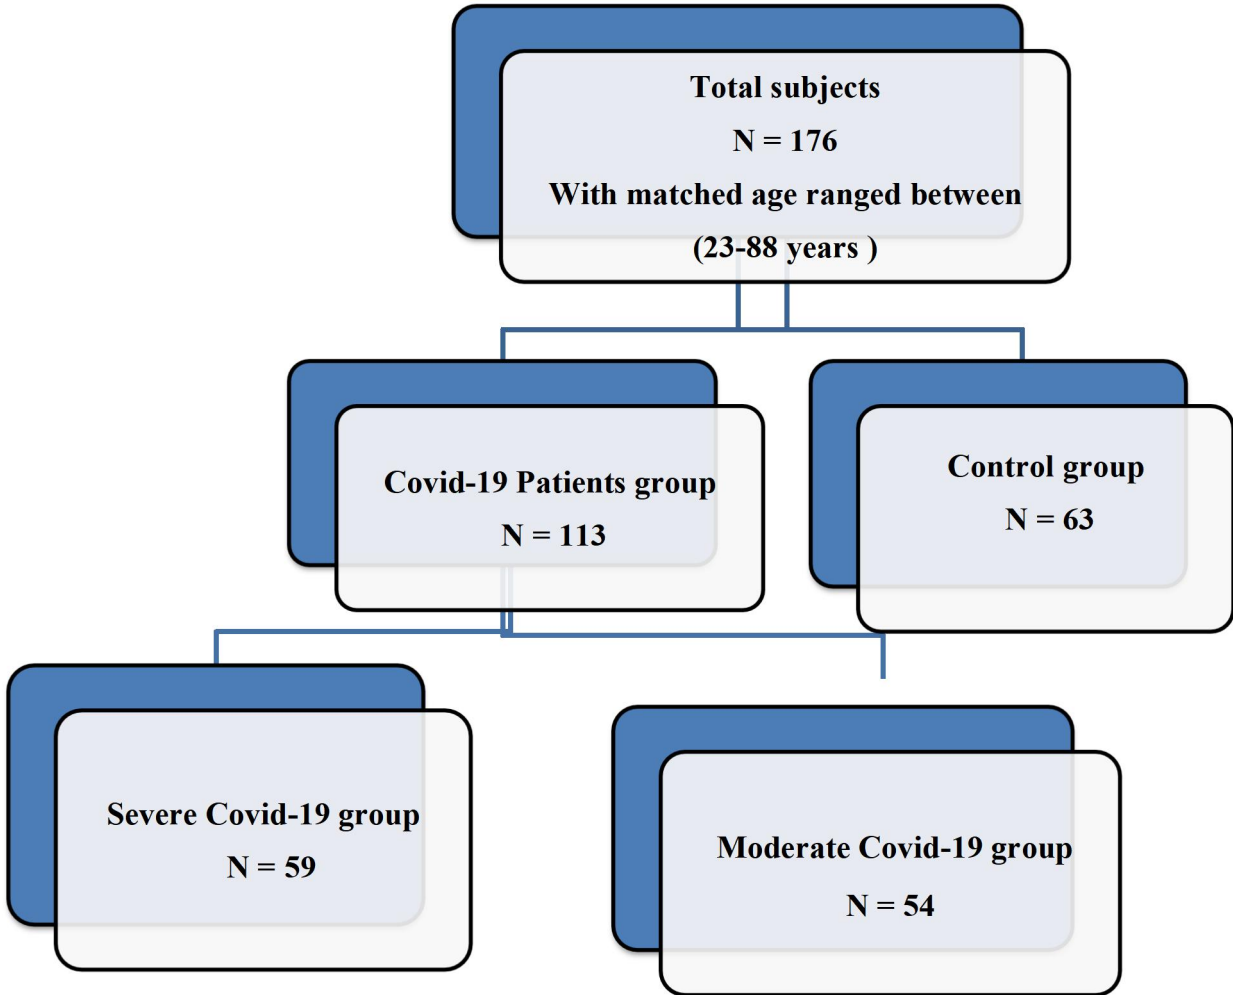 Total subjects
N = 176
With matched age ranged between
(23-88 years )
Covid-19 Patients group
N = 113
Control group
N = 63
Severe Covid-19 group
N = 59
Moderate Covid-19 group
N = 54